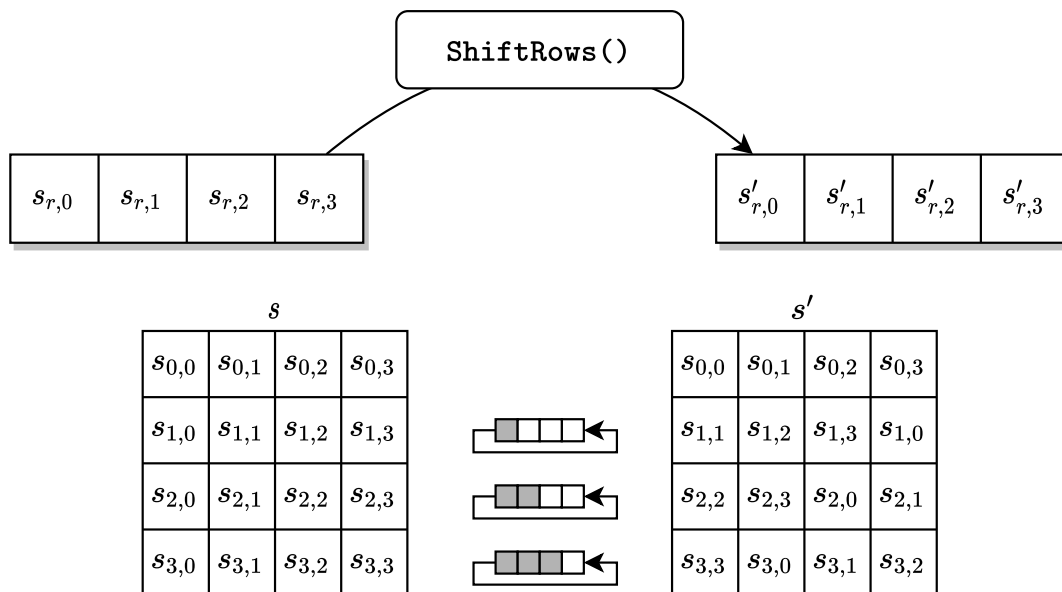 ShiftRows()
s_{r,0} s_{r,1} s_{r,2} s_{r,3} s'_{r,0} s'_{r,1} s'_{r,2} s'_{r,3}
s s'
s_{0,0} s_{0,1} s_{0,2} s_{0,3} s_{0,0} s_{0,1} s_{0,2} s_{0,3}
s_{1,0} s_{1,1} s_{1,2} s_{1,3} s_{1,1} s_{1,2} s_{1,3} s_{1,0}
s_{2,0} s_{2,1} s_{2,2} s_{2,3} s_{2,2} s_{2,3} s_{2,0} s_{2,1}
s_{3,0} s_{3,1} s_{3,2} s_{3,3} s_{3,3} s_{3,0} s_{3,1} s_{3,2}